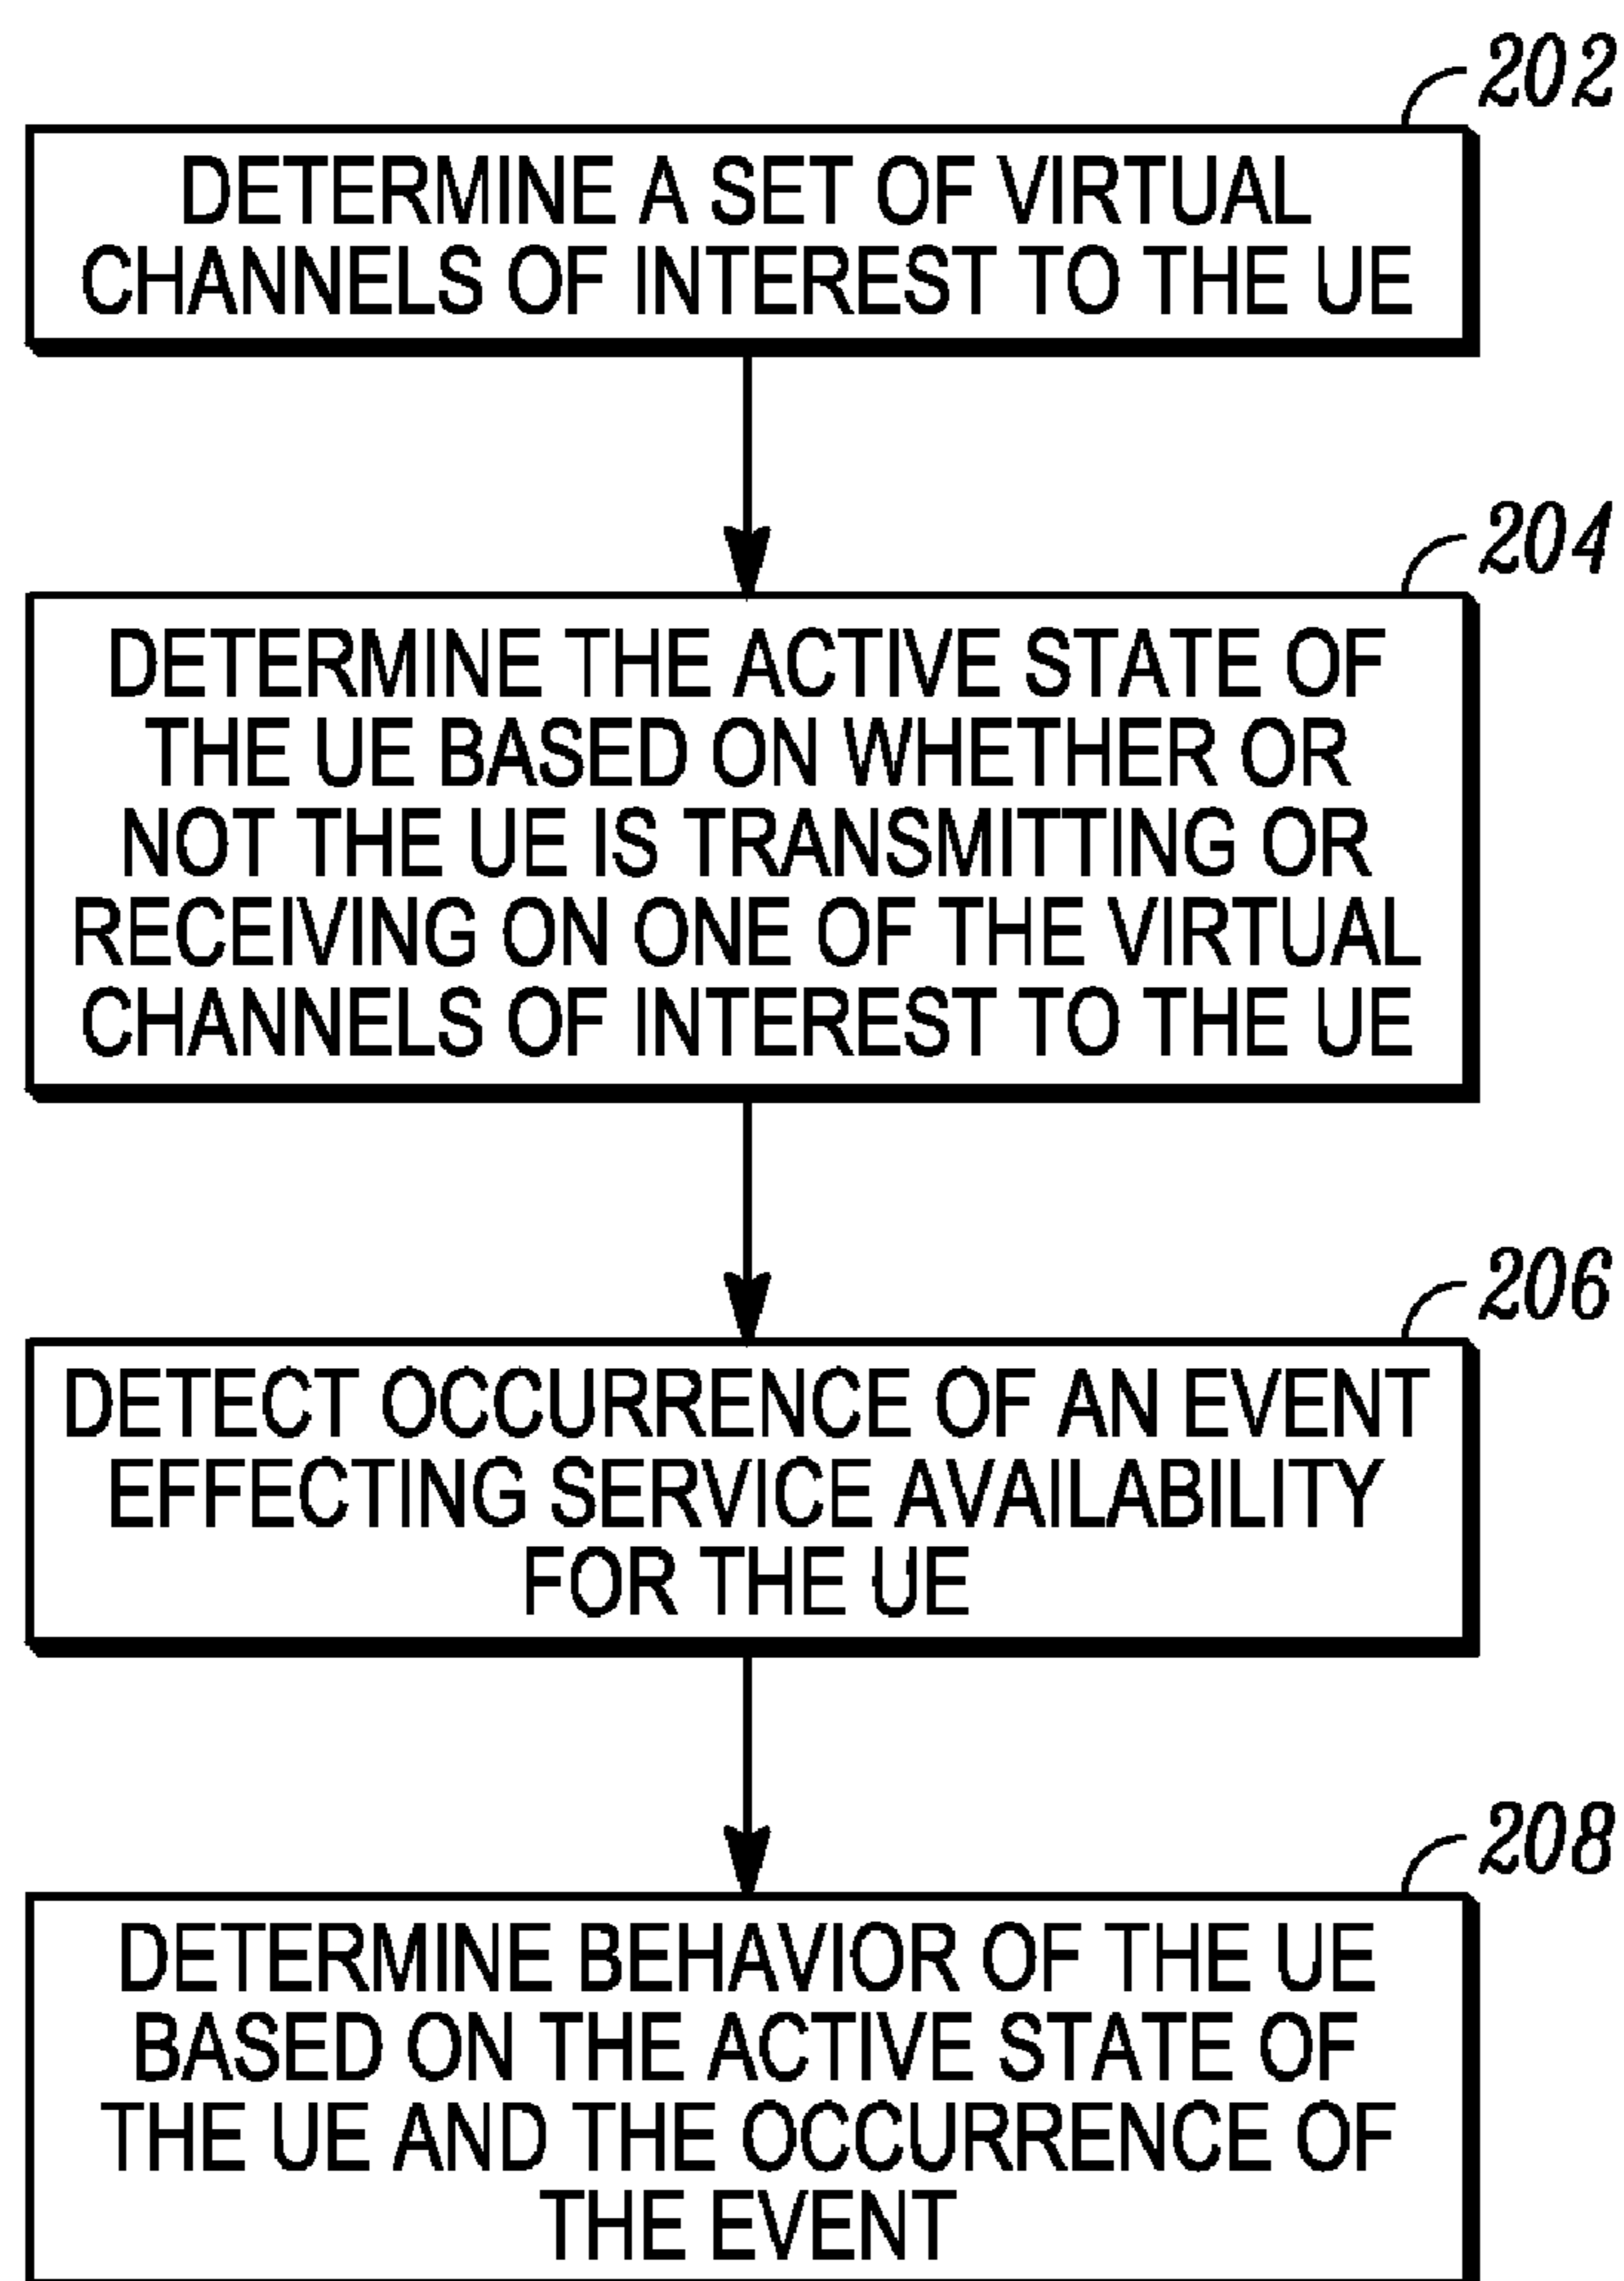 202
DETERMINE A SET OF VIRTUAL
CHANNELS OF INTEREST TO THE UE
204
DETERMINE THE ACTIVE STATE OF
THE UE BASED ON WHETHER OR
NOT THE UE IS TRANSMITTING OR
RECEIVING ON ONE OF THE VIRTUAL
CHANNELS OF INTEREST TO THE UE
206
DETECT OCCURRENCE OF AN EVENT
EFFECTING SERVICE AVAILABILITY
FOR THE UE
208
DETERMINE BEHAVIOR OF THE UE
BASED ON THE ACTIVE STATE OF
THE UE AND THE OCCURRENCE OF
THE EVENT